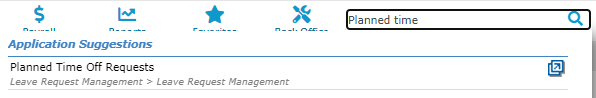 Payroll Reports Favorites Back Office Planned time
Application Suggestions
Planned Time Off Requests
Leave Request Management > Leave Request Management